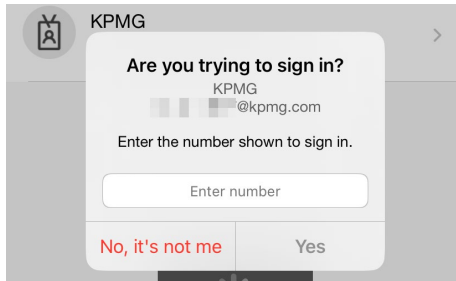 KPMG
Are you trying to sign in?
KPMG
@kpmg.com
Enter the number shown to sign in.
Enter number
No, it's not me
Yes